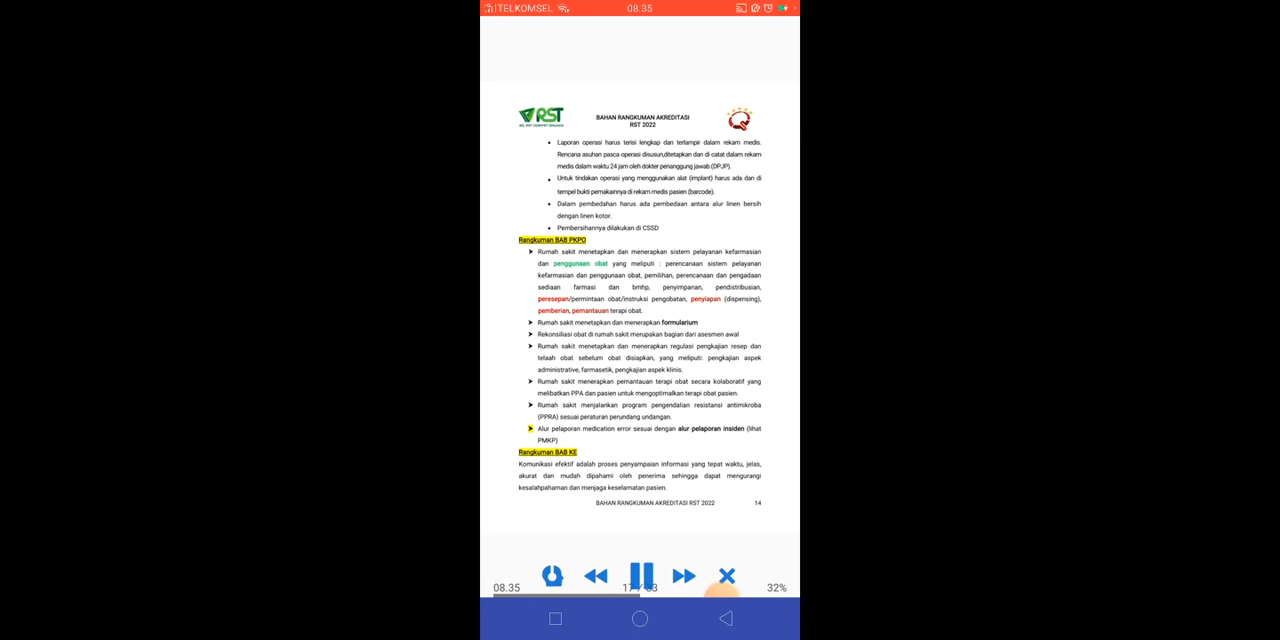 TELKOMSEL
08.35
RST
BAHAN RANGKUMAN AKREDITASI
RST 2022
• Laporan operasi harus terisi lengkap dan terlampir dalam rekam medis.
Rencana asuhan pasca operasi disusun,ditetapkan dan di catat dalam rekam
medis dalam waktu 24 jam oleh dokter penanggung jawab (DPJP).
• Untuk tindakan operasi yang menggunakan alat (implant) harus ada dan di
tempel bukti pemakainnya di rekam medis pasien (barcode).
• Dalam pembedahan harus ada pembedaan antara alur linen bersih
dengan linen kotor.
• Pembersihannya dilakukan di CSSD
Rangkuman BAB PKPO
➤ Rumah sakit menetapkan dan menerapkan sistem pelayanan kefarmasian
dan penggunaan obat yang meliputi : perencanaan sistem pelayanan
kefarmasian dan penggunaan obat, pemilihan, perencanaan dan pengadaan
sediaan farmasi dan bmhp, penyimpanan, pendistribusian,
peresepan/permintaan obat/instruksi pengobatan, penyiapan (dispensing),
pemberian, pemantauan terapi obat.
➤ Rumah sakit menetapkan dan menerapkan formularium
➤ Rekonsiliasi obat di rumah sakit merupakan bagian dari asesmen awal
➤ Rumah sakit menetapkan dan menerapkan regulasi pengkajian resep dan
telaah obat sebelum obat disiapkan, yang meliputi: pengkajian aspek
administrative, farmasetik, pengkajian aspek klinis.
➤ Rumah sakit menerapkan pemantauan terapi obat secara kolaboratif yang
melibatkan PPA dan pasien untuk mengoptimalkan terapi obat pasien.
➤ Rumah sakit menjalankan program pengendalian resistansi antimikroba
(PPRA) sesuai peraturan perundang undangan.
➤ Alur pelaporan medication error sesuai dengan alur pelaporan insiden (lihat
PMKP)
Rangkuman BAB KE
Komunikasi efektif adalah proses penyampaian informasi yang tepat waktu, jelas,
akurat dan mudah dipahami oleh penerima sehingga dapat mengurangi
kesalahpahaman dan menjaga keselamatan pasien.
BAHAN RANGKUMAN AKREDITASI RST 2022 14
08.35
32%